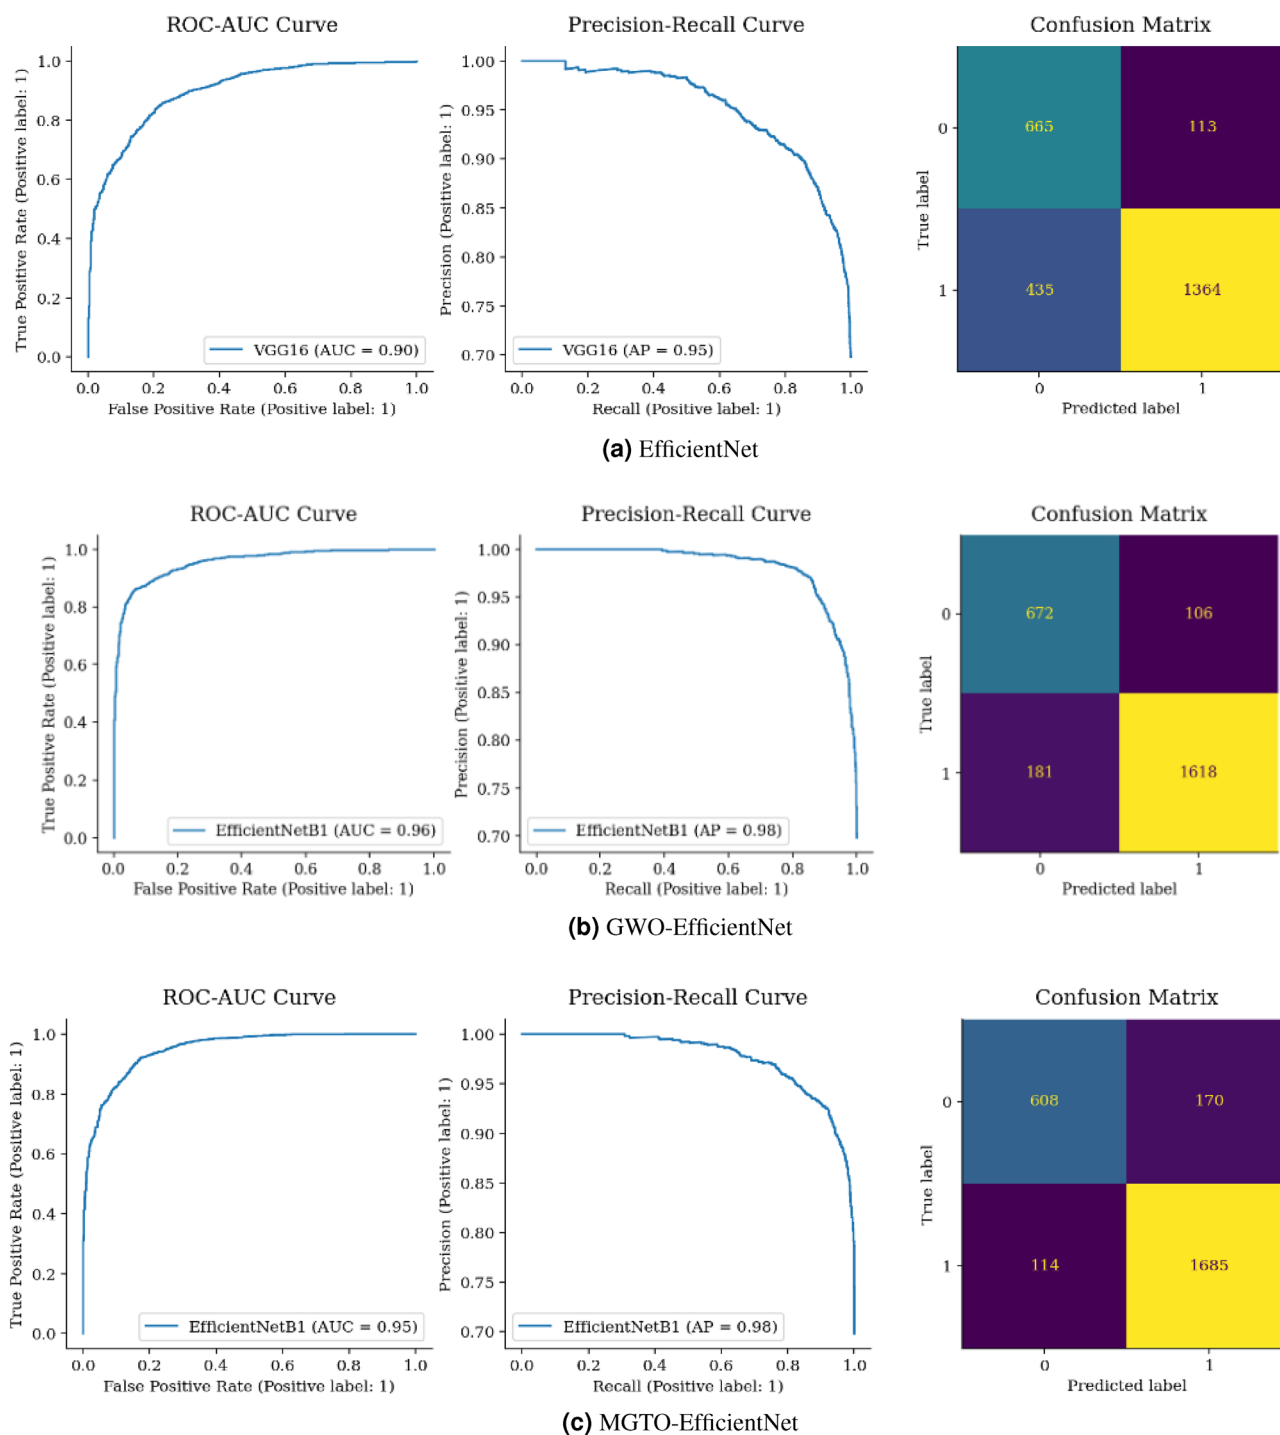 ROC-AUC Curve
True Positive Rate (Positive label: 1)
1.0
0.8
0.6
0.4
0.2
0.0
VGG16 (AUC = 0.90)
0.0 0.2 0.4 0.6 0.8 1.0
False Positive Rate (Positive label: 1)
Precision-Recall Curve
Precision (Positive label: 1)
1.00
0.95
0.90
0.85
0.80
0.75
0.70
VGG16 (AP = 0.95)
0.0 0.2 0.4 0.6 0.8 1.0
Recall (Positive label: 1)
Confusion Matrix
True label
0
665 113
1
435 1364
0 1
Predicted label
(a) EfficientNet
ROC-AUC Curve
True Positive Rate (Positive label: 1)
1.0
0.8
0.6
0.4
0.2
0.0
EfficientNetB1 (AUC = 0.96)
0.0 0.2 0.4 0.6 0.8 1.0
False Positive Rate (Positive label: 1)
Precision-Recall Curve
Precision (Positive label: 1)
1.00
0.95
0.90
0.85
0.80
0.75
0.70
EfficientNetB1 (AP = 0.98)
0.0 0.2 0.4 0.6 0.8 1.0
Recall (Positive label: 1)
Confusion Matrix
True label
0
672 106
1
181 1618
0 1
Predicted label
(b) GWO-EfficientNet
ROC-AUC Curve
True Positive Rate (Positive label: 1)
1.0
0.8
0.6
0.4
0.2
0.0
EfficientNetB1 (AUC = 0.95)
0.0 0.2 0.4 0.6 0.8 1.0
False Positive Rate (Positive label: 1)
Precision-Recall Curve
Precision (Positive label: 1)
1.00
0.95
0.90
0.85
0.80
0.75
0.70
EfficientNetB1 (AP = 0.98)
0.0 0.2 0.4 0.6 0.8 1.0
Recall (Positive label: 1)
Confusion Matrix
True label
0
608 170
1
114 1685
0 1
Predicted label
(c) MGTO-EfficientNet